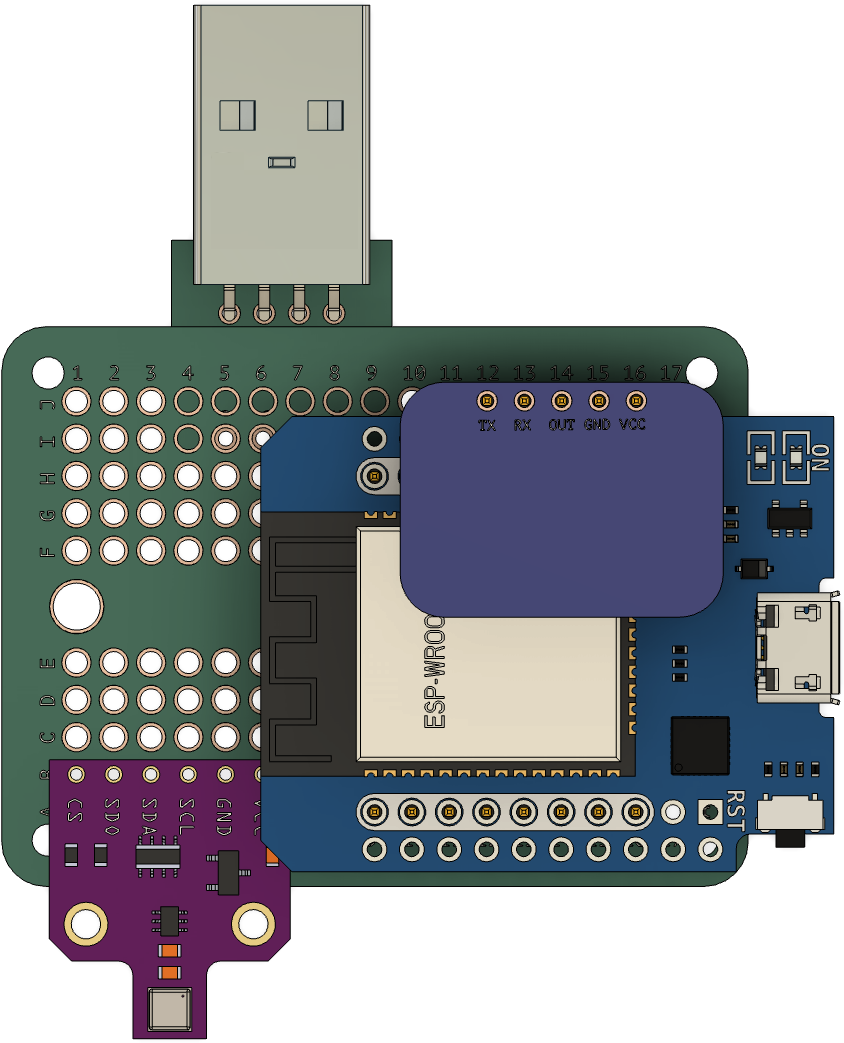 1 2 3 4 5 6 7 8 9 10 11 12 13 14 15 16 17
J
I
H
G
F
E
D
C
B
A
TX RX OUT GND VCC
ON
ESP-WROO
RST
CS SDO SDA SCL GND VCC